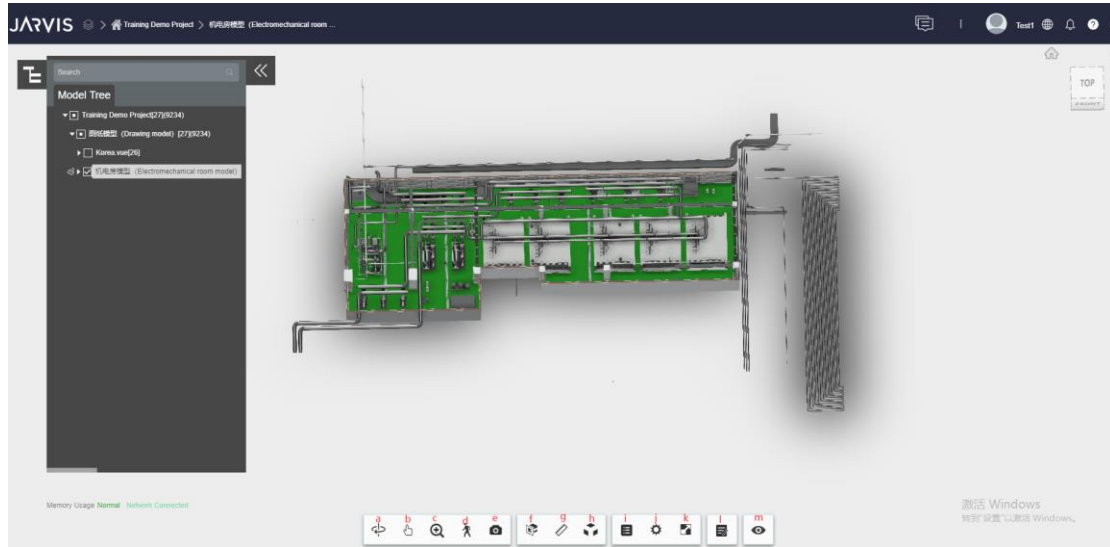 JARVIS > Training Demo Project > 机电房模型 (Electromechanical room ...
Test1
Search
Model Tree
Training Demo Project[27](9234)
图纸模型 (Drawing model) [27](9234)
Korea.vue[26]
机电房模型 (Electromechanical room model)
TOP
Memory Usage Normal Network Connected
激活 Windows
转到"设置"以激活 Windows。
a b c d e f g h i j k l m